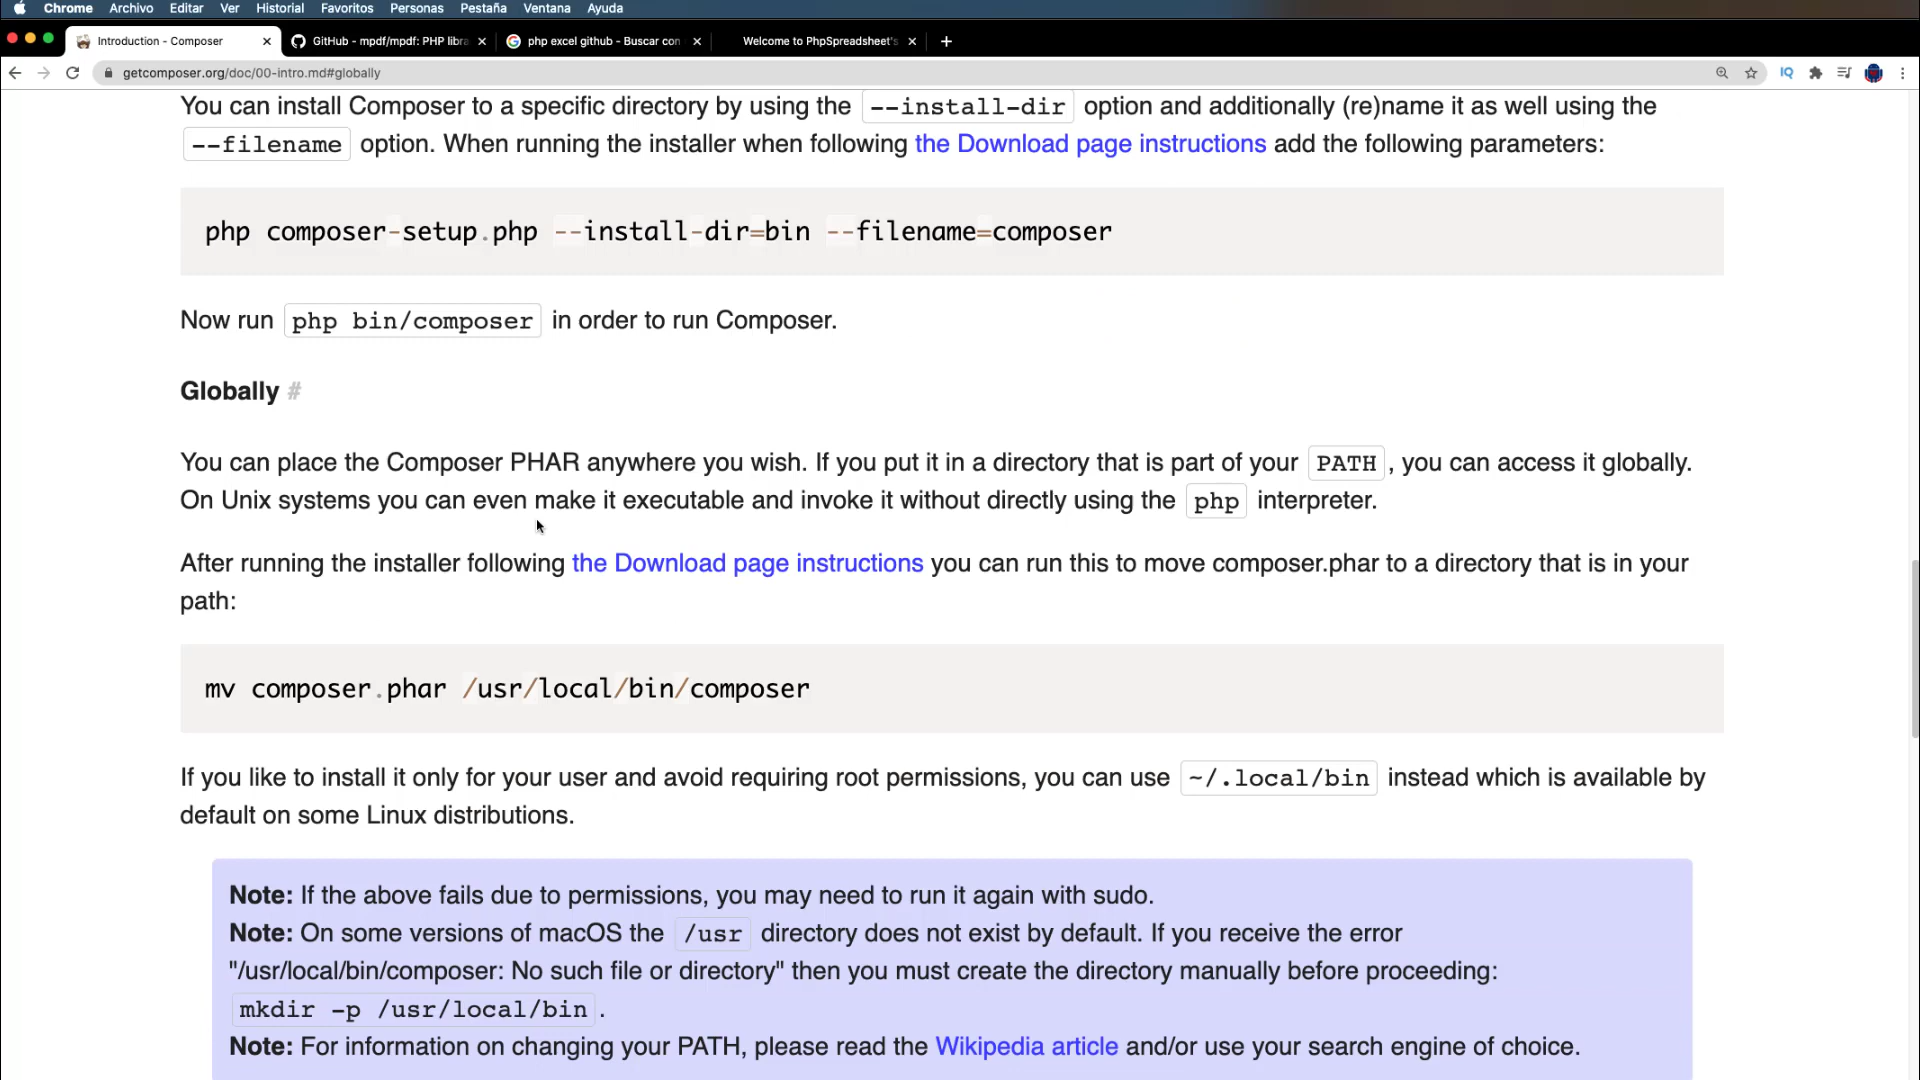 Chrome Archivo Editar Ver Historial Favoritos Personas Pestaña Ventana Ayuda
Introduction - Composer GitHub - mpdf/mpdf: PHP libra php excel github - Buscar con Welcome to PhpSpreadsheet's
getcomposer.org/doc/00-intro.md#globally IQ
You can install Composer to a specific directory by using the --install-dir option and additionally (re)name it as well using the
--filename option. When running the installer when following the Download page instructions add the following parameters:
php composer-setup.php --install-dir=bin --filename=composer
Now run php bin/composer in order to run Composer.
Globally #
You can place the Composer PHAR anywhere you wish. If you put it in a directory that is part of your PATH, you can access it globally.
On Unix systems you can even make it executable and invoke it without directly using the php interpreter.
After running the installer following the Download page instructions you can run this to move composer.phar to a directory that is in your
path:
mv composer.phar /usr/local/bin/composer
If you like to install it only for your user and avoid requiring root permissions, you can use ~/.local/bin instead which is available by
default on some Linux distributions.
Note: If the above fails due to permissions, you may need to run it again with sudo.
Note: On some versions of macOS the /usr directory does not exist by default. If you receive the error
"/usr/local/bin/composer: No such file or directory" then you must create the directory manually before proceeding:
mkdir -p /usr/local/bin.
Note: For information on changing your PATH, please read the Wikipedia article and/or use your search engine of choice.